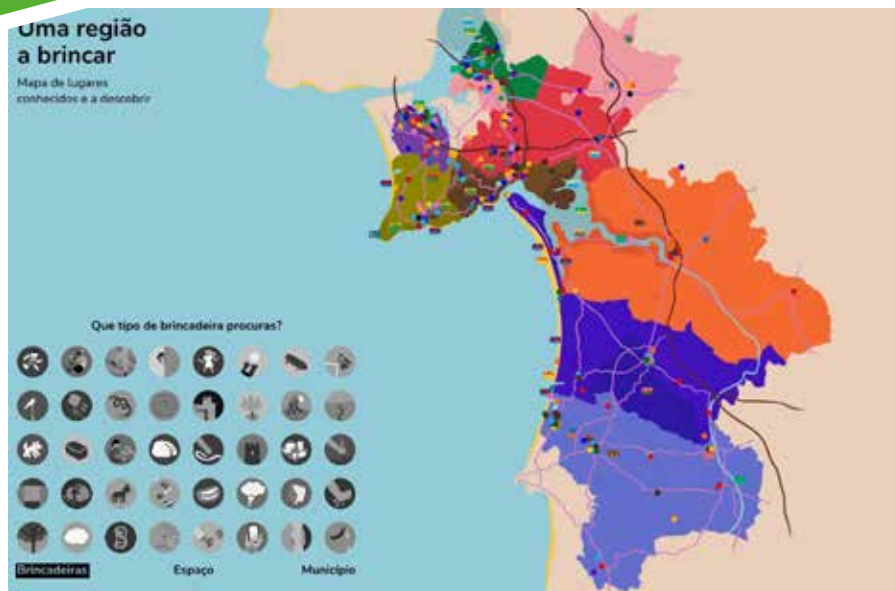 Uma região
a brincar
Mapa de lugares
conhecidos e a descobrir
Que tipo de brincadeira procuras?
Brincadeiras
Espaço
Município